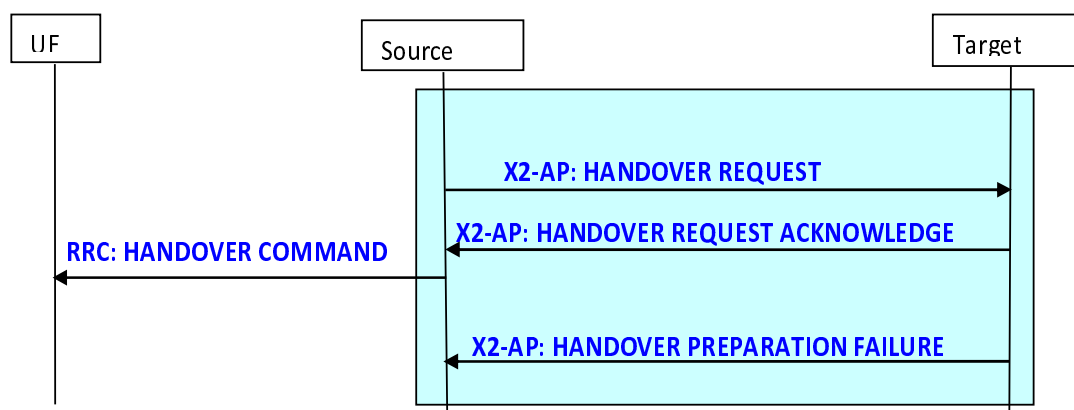 UE
Source
Target
X2-AP: HANDOVER REQUEST
X2-AP: HANDOVER REQUEST ACKNOWLEDGE
RRC: HANDOVER COMMAND
X2-AP: HANDOVER PREPARATION FAILURE